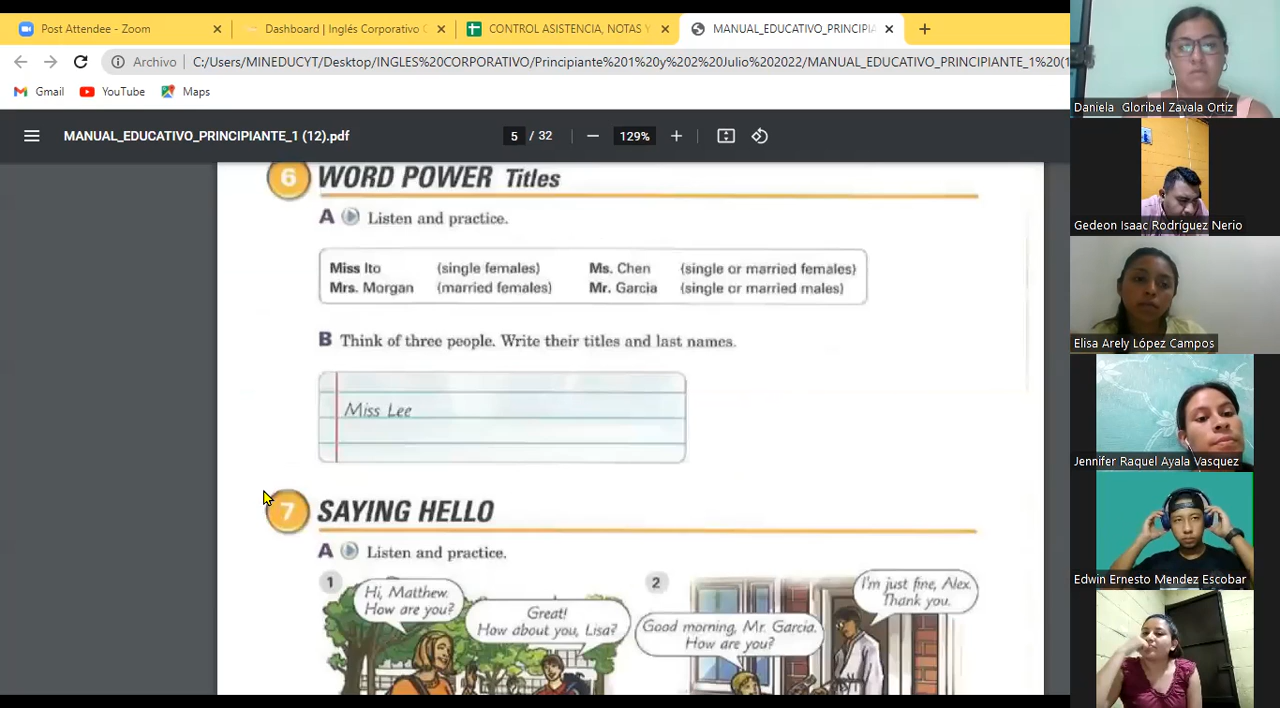 Post Attendee - Zoom
Dashboard | Inglés Corporativo
CONTROL ASISTENCIA, NOTAS Y
MANUAL_EDUCATIVO_PRINCIPIA
Archivo
C:/Users/MINEDUCYT/Desktop/INGLES%20CORPORATIVO/Principiante%201%20y%202%20Julio%202022/MANUAL_EDUCATIVO_PRINCIPIANTE_1%20(1
Gmail YouTube Maps
MANUAL_EDUCATIVO_PRINCIPIANTE_1 (12).pdf
5 / 32
129%
6 WORD POWER Titles
A Listen and practice.
Miss Ito (single females) Ms. Chen (single or married females)
Mrs. Morgan (married females) Mr. Garcia (single or married males)
B Think of three people. Write their titles and last names.
Miss Lee
7 SAYING HELLO
A Listen and practice.
1
Hi, Matthew.
How are you?
Great!
How about you, Lisa?
2
Good morning, Mr. Garcia.
How are you?
I'm just fine, Alex.
Thank you.
Daniela Gloribel Zavala Ortiz
Gedeon Isaac Rodríguez Nerio
Elisa Arely López Campos
Jennifer Raquel Ayala Vasquez
Edwin Ernesto Mendez Escobar